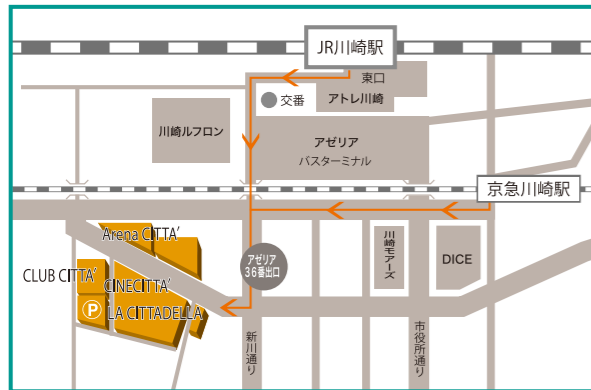 JR川崎駅
東口
アトレ川崎
交番
川崎ルフロン
アゼリア
バスターミナル
京急川崎駅
Arena CITTA'
CLUB CITTA'
CINECITTA'
P
LA CITTADELLA
アゼリア
36番出口
川崎モアーズ
DICE
新川通り
市役所通り